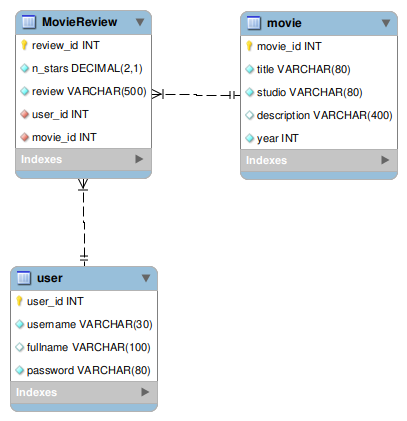 MovieReview
review_id INT
n_stars DECIMAL(2,1)
review VARCHAR(500)
user_id INT
movie_id INT
Indexes
movie
movie_id INT
title VARCHAR(80)
studio VARCHAR(80)
description VARCHAR(400)
year INT
Indexes
user
user_id INT
username VARCHAR(30)
fullname VARCHAR(100)
password VARCHAR(80)
Indexes